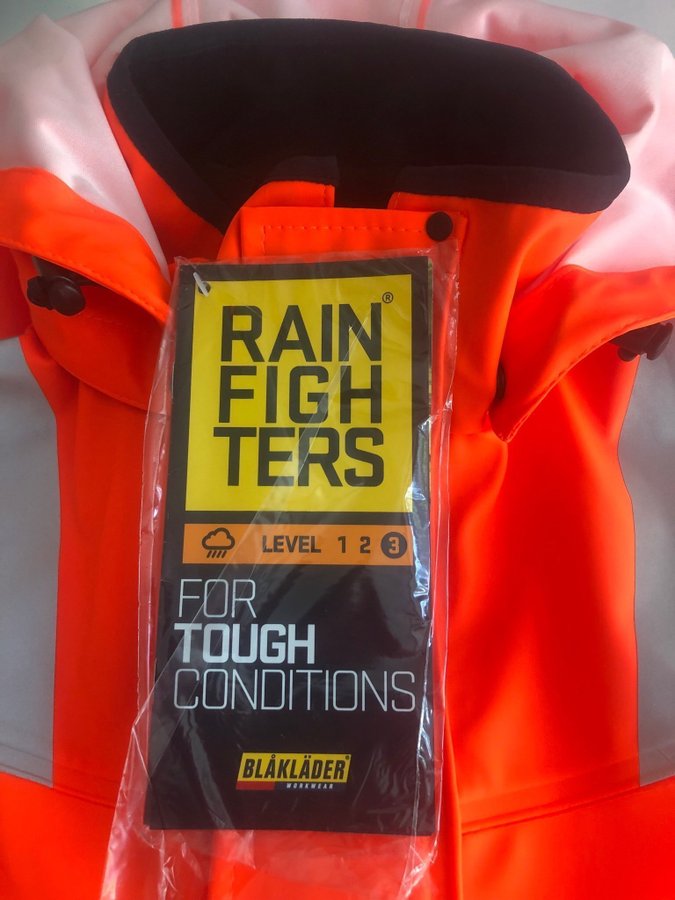 RAIN®
FIGH
TERS
LEVEL 1 2 3
FOR
TOUGH
CONDITIONS
BLÅKLÄDER®
WORKWEAR